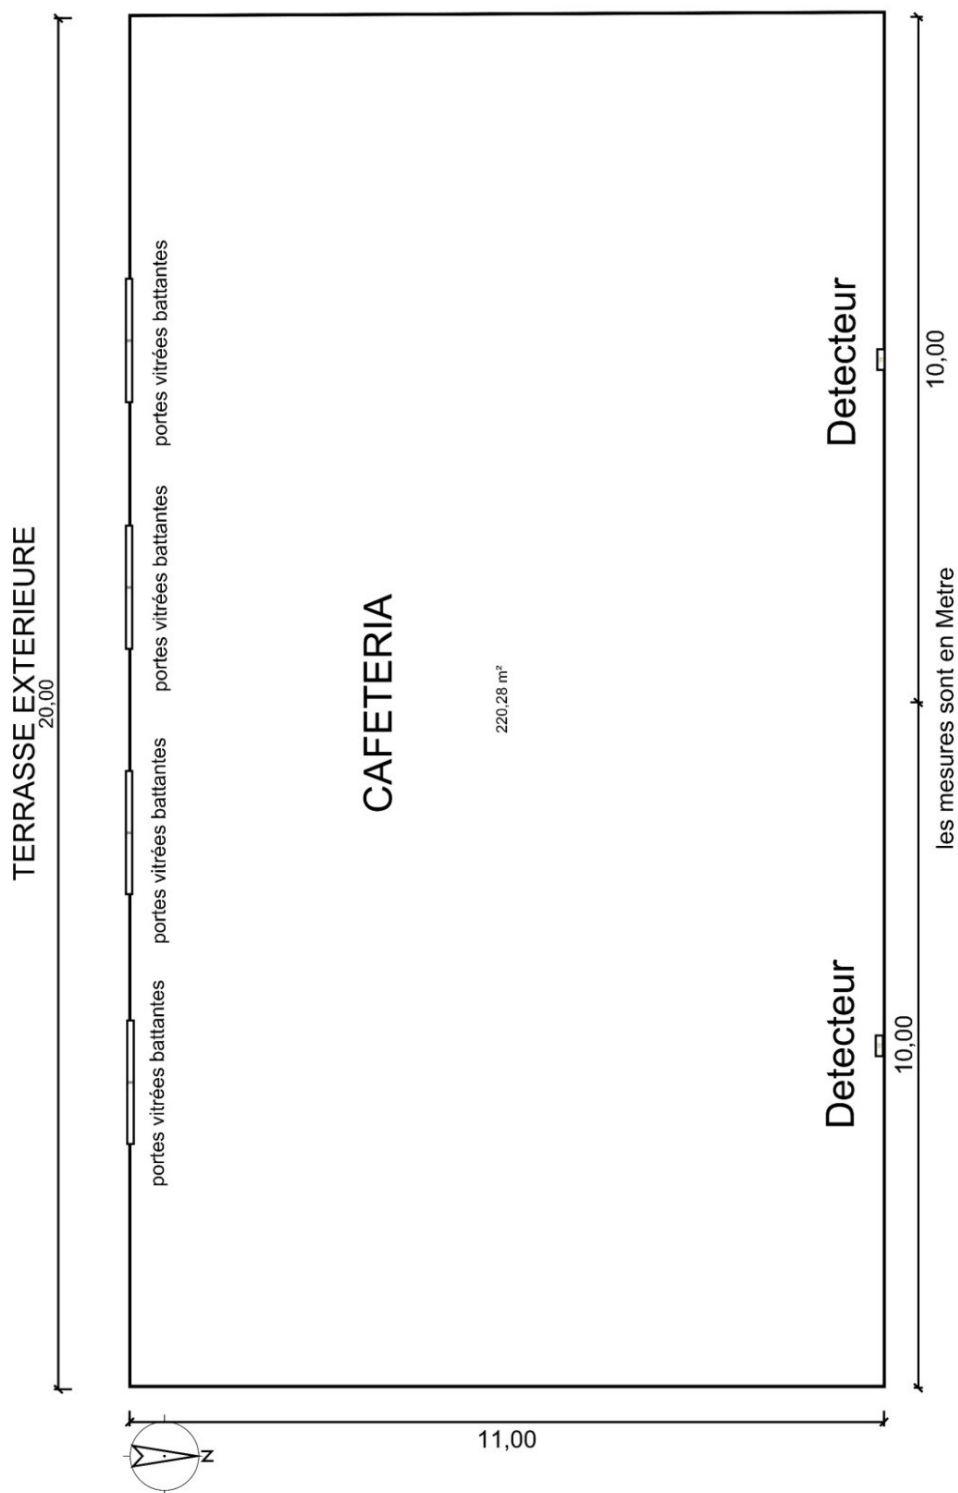 TERRASSE EXTERIEURE
20,00
portes vitrées battantes
portes vitrées battantes
portes vitrées battantes
portes vitrées battantes
CAFETERIA
220,28 m²
Detecteur
Detecteur
10,00
10,00
les mesures sont en Metre
11,00
N